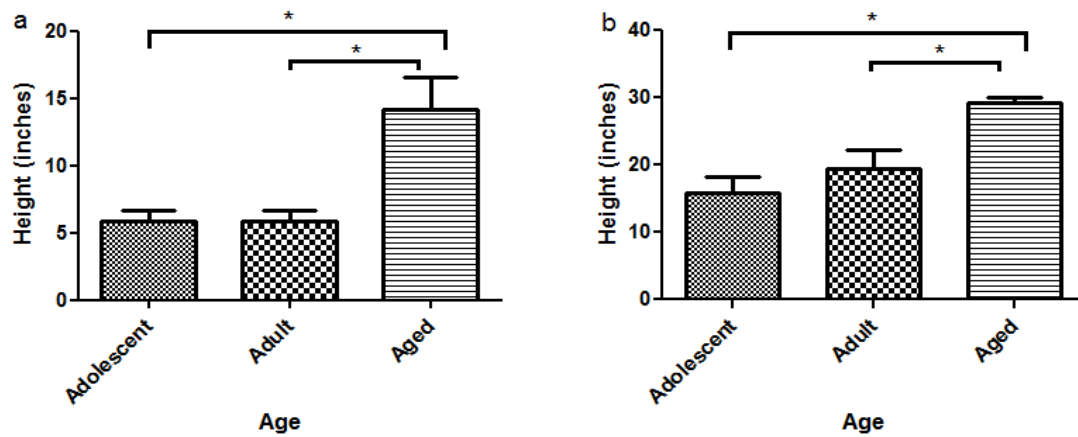 a
*
*
Height (inches)
20
15
10
5
0
Adolescent
Adult
Aged
Age
b
*
*
Height (inches)
40
30
20
10
0
Adolescent
Adult
Aged
Age